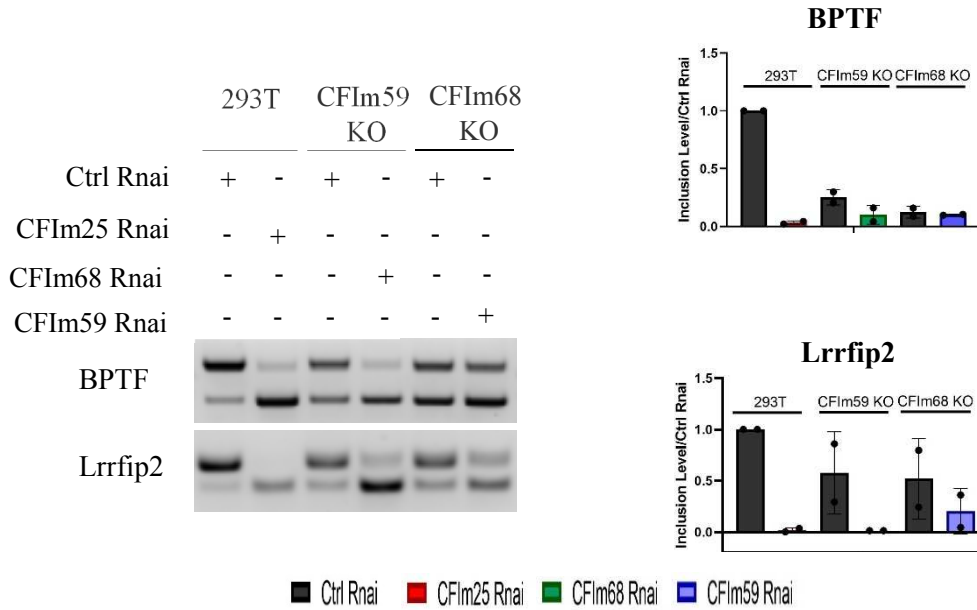 293T CFIm59 KO CFIm68 KO
Ctrl Rnai + - + - + -
CFIm25 Rnai - + - - - -
CFIm68 Rnai - - - + - -
CFIm59 Rnai - - - - - +
BPTF
Lrrfip2
BPTF
Inclusion Level/Ctrl Rnai
1.5
1.0
0.5
0.0
293T CFIm59 KO CFIm68 KO
Lrrfip2
Inclusion Level/Ctrl Rnai
1.5
1.0
0.5
0.0
293T CFIm59 KO CFIm68 KO
Ctrl Rnai CFIm25 Rnai CFIm68 Rnai CFIm59 Rnai